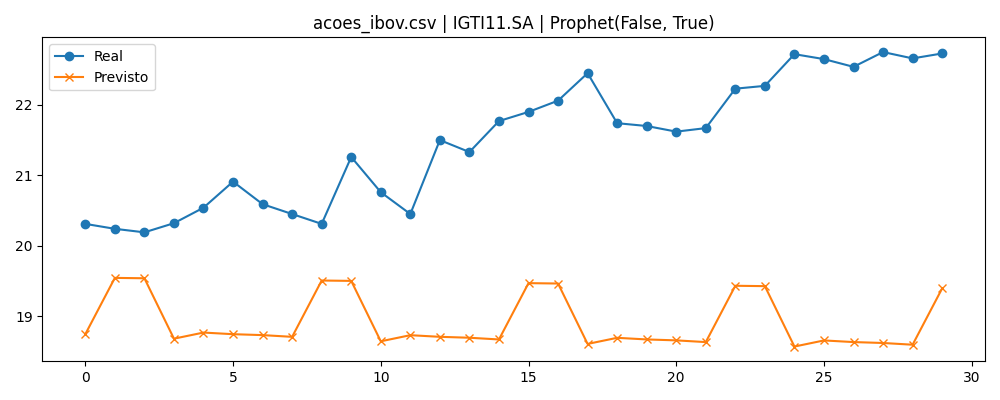 acoes_ibov.csv | IGTI11.SA | Prophet(False, True)
Real
Previsto
22
21
20
19
0 5 10 15 20 25 30